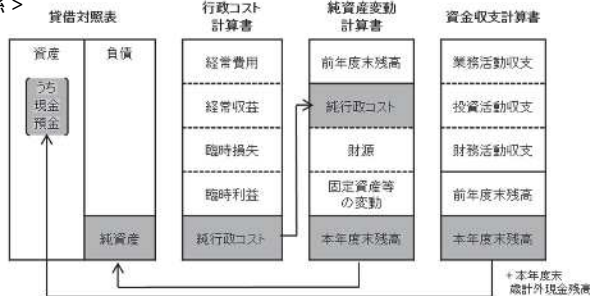 係＞
貸借対照表
行政コスト
計算書
純資産変動
計算書
資金収支計算書
資産
負債
うち
現金
預金
純資産
経常費用
経常収益
臨時損失
臨時利益
純行政コスト
前年度末残高
純行政コスト
財源
固定資産等
の変動
本年度末残高
業務活動収支
投資活動収支
財務活動収支
前年度末残高
本年度末残高
+本年度末
歳計外現金残高